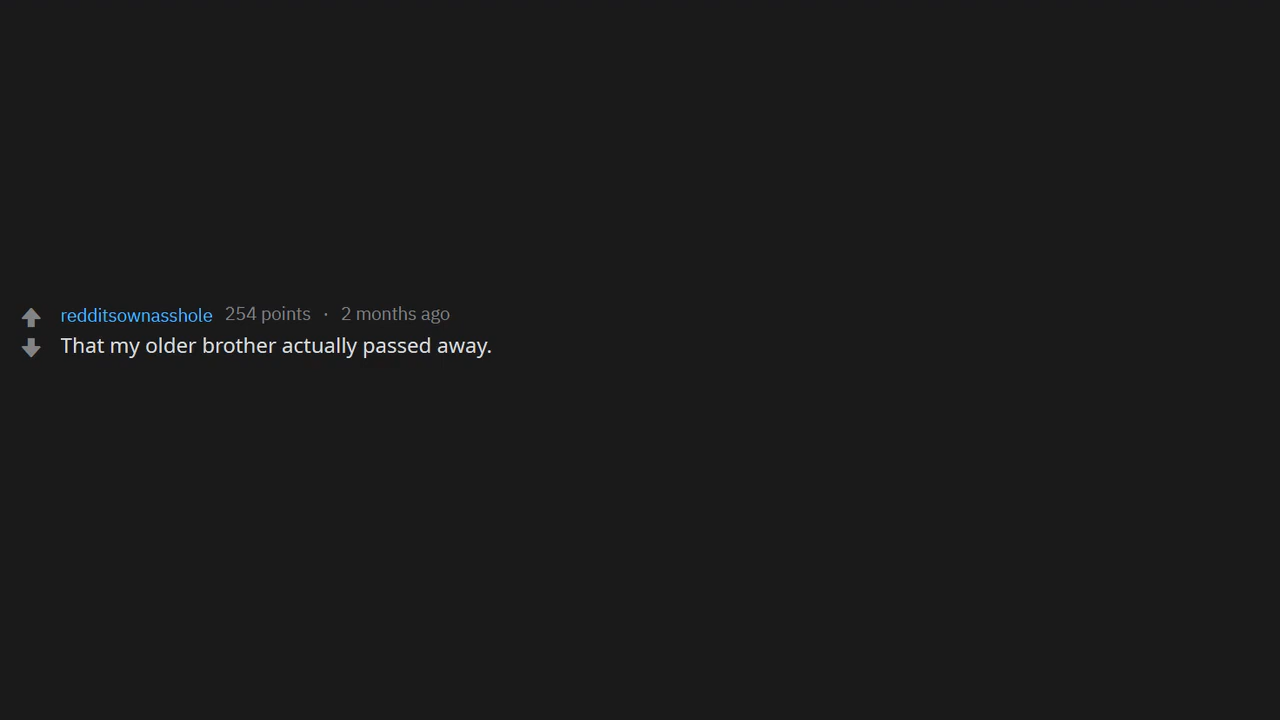 redditsownasshole 254 points · 2 months ago
That my older brother actually passed away.